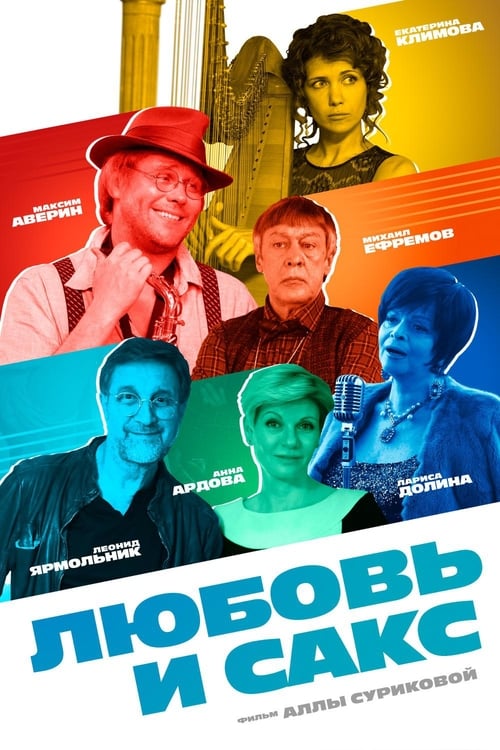 ЕКАТЕРИНА
КЛИМОВА
МАКСИМ
АВЕРИН
МИХАИЛ
ЕФРЕМОВ
АННА
АРДОВА
ЛАРИСА
ДОЛИНА
ЛЕОНИД
ЯРМОЛЬНИК
ЛЮБОВЬ
И САКС
ФИЛЬМ АЛЛЫ СУРИКОВОЙ